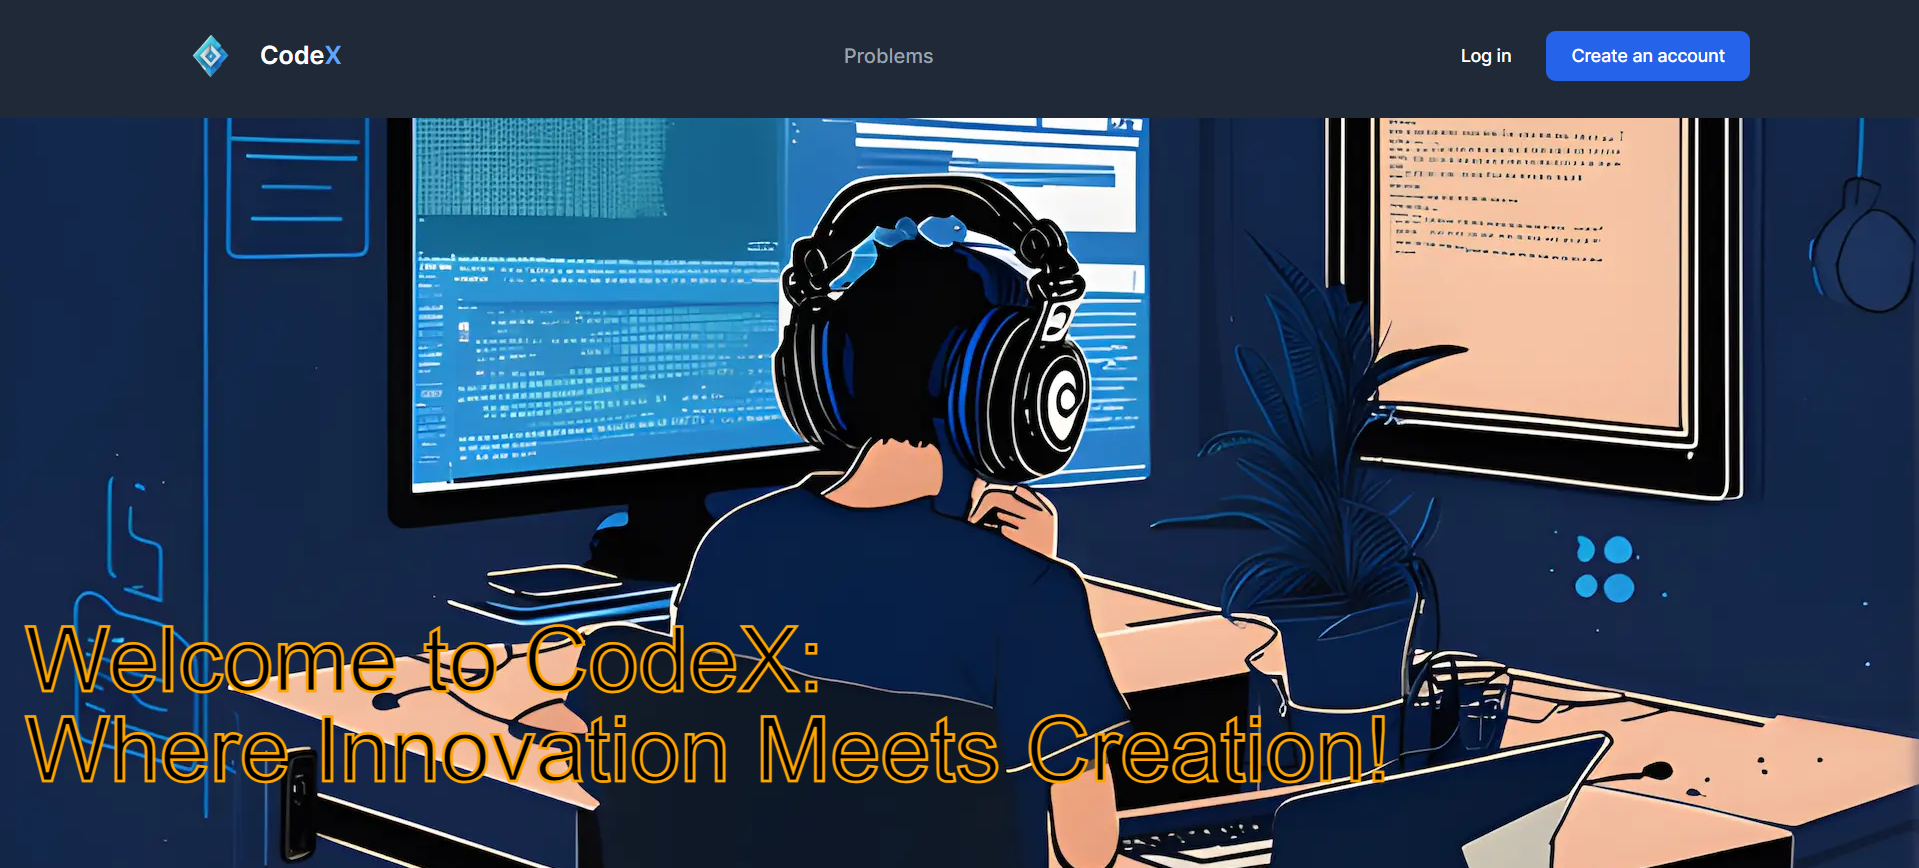 CodeX
Problems
Log in
Create an account
Welcome to CodeX:
Where Innovation Meets Creation!